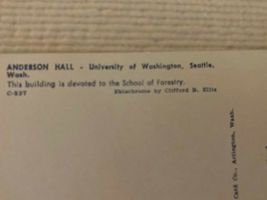 ANDERSON HALL - University of Washington, Seattle,
Wash.
This building is devoted to the School of Forestry.
C-527 Ektachrome by Clifford B. Ellis
Card Co., Arlington, Wash.